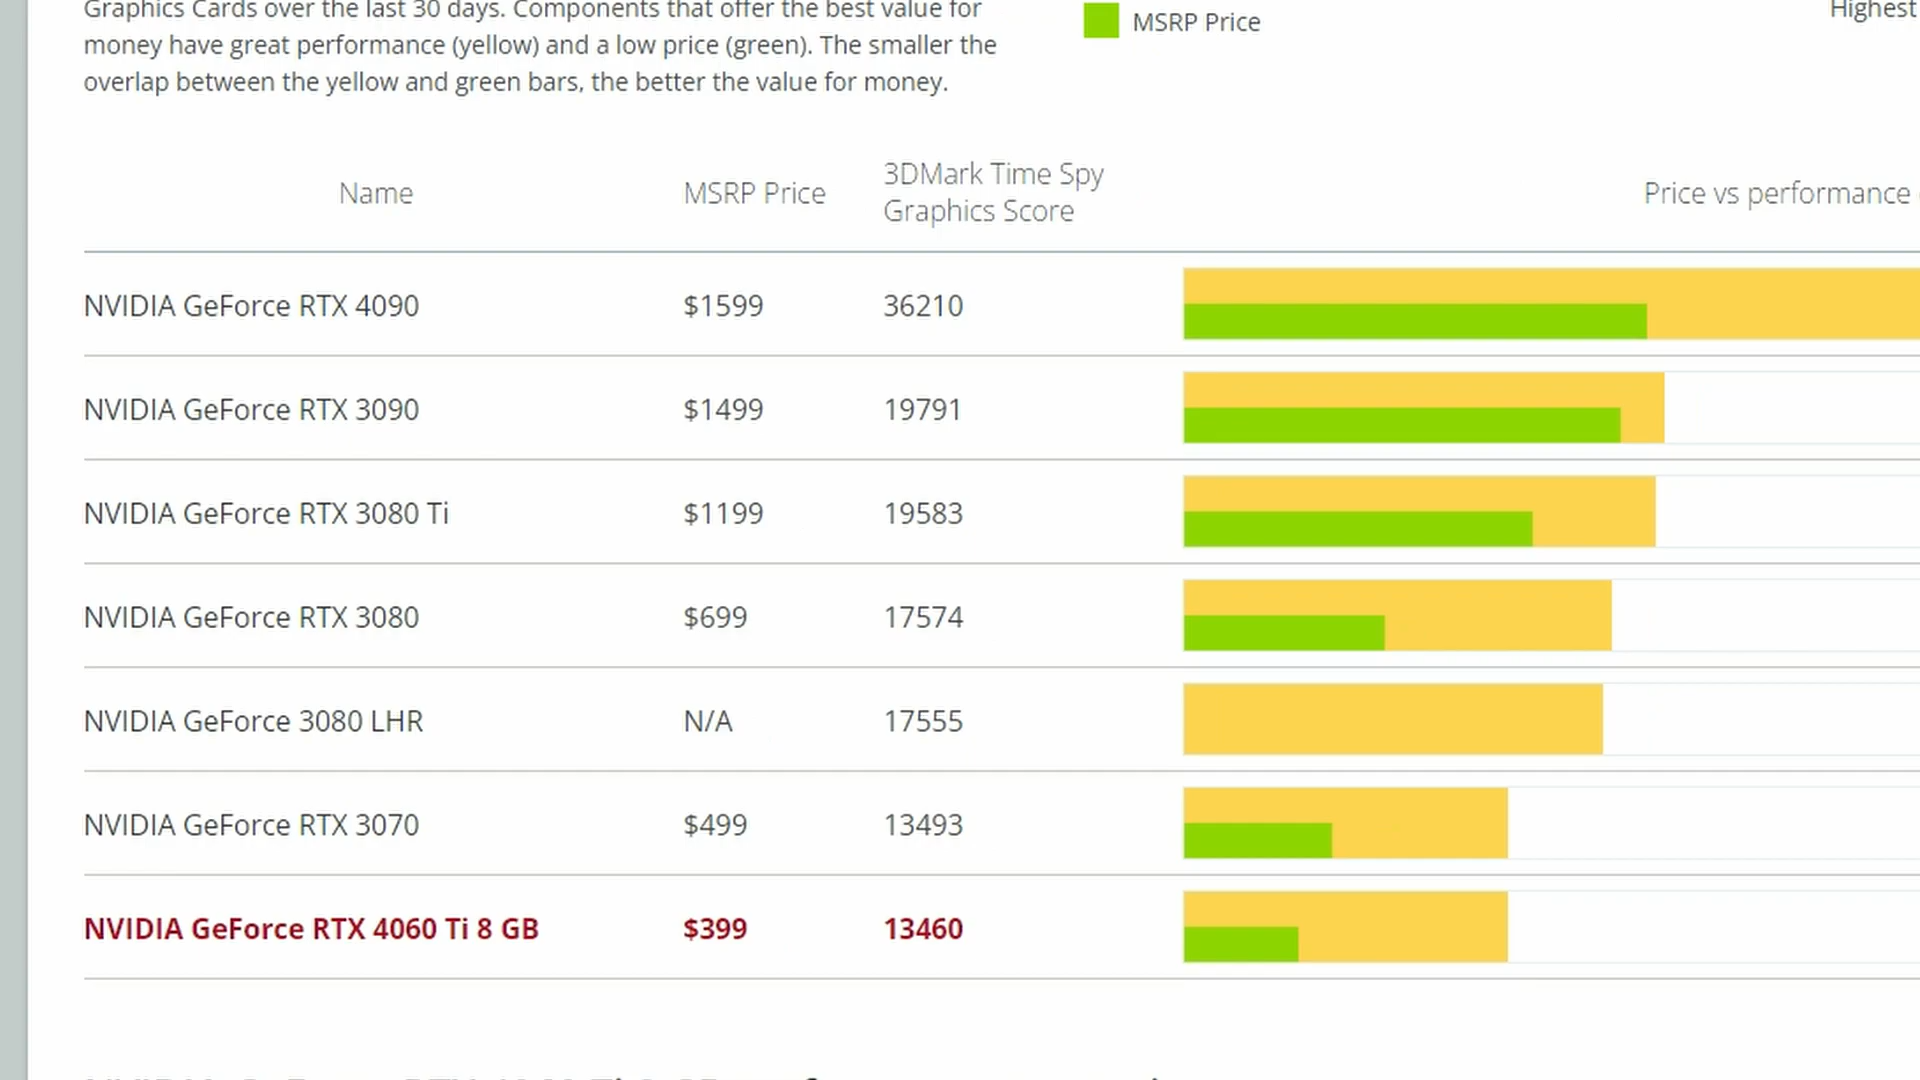 Graphics Cards over the last 30 days. Components that offer the best value for
money have great performance (yellow) and a low price (green). The smaller the
overlap between the yellow and green bars, the better the value for money.
MSRP Price
Highest
Name MSRP Price 3DMark Time Spy Graphics Score Price vs performance
NVIDIA GeForce RTX 4090 $1599 36210
NVIDIA GeForce RTX 3090 $1499 19791
NVIDIA GeForce RTX 3080 Ti $1199 19583
NVIDIA GeForce RTX 3080 $699 17574
NVIDIA GeForce 3080 LHR N/A 17555
NVIDIA GeForce RTX 3070 $499 13493
NVIDIA GeForce RTX 4060 Ti 8 GB $399 13460